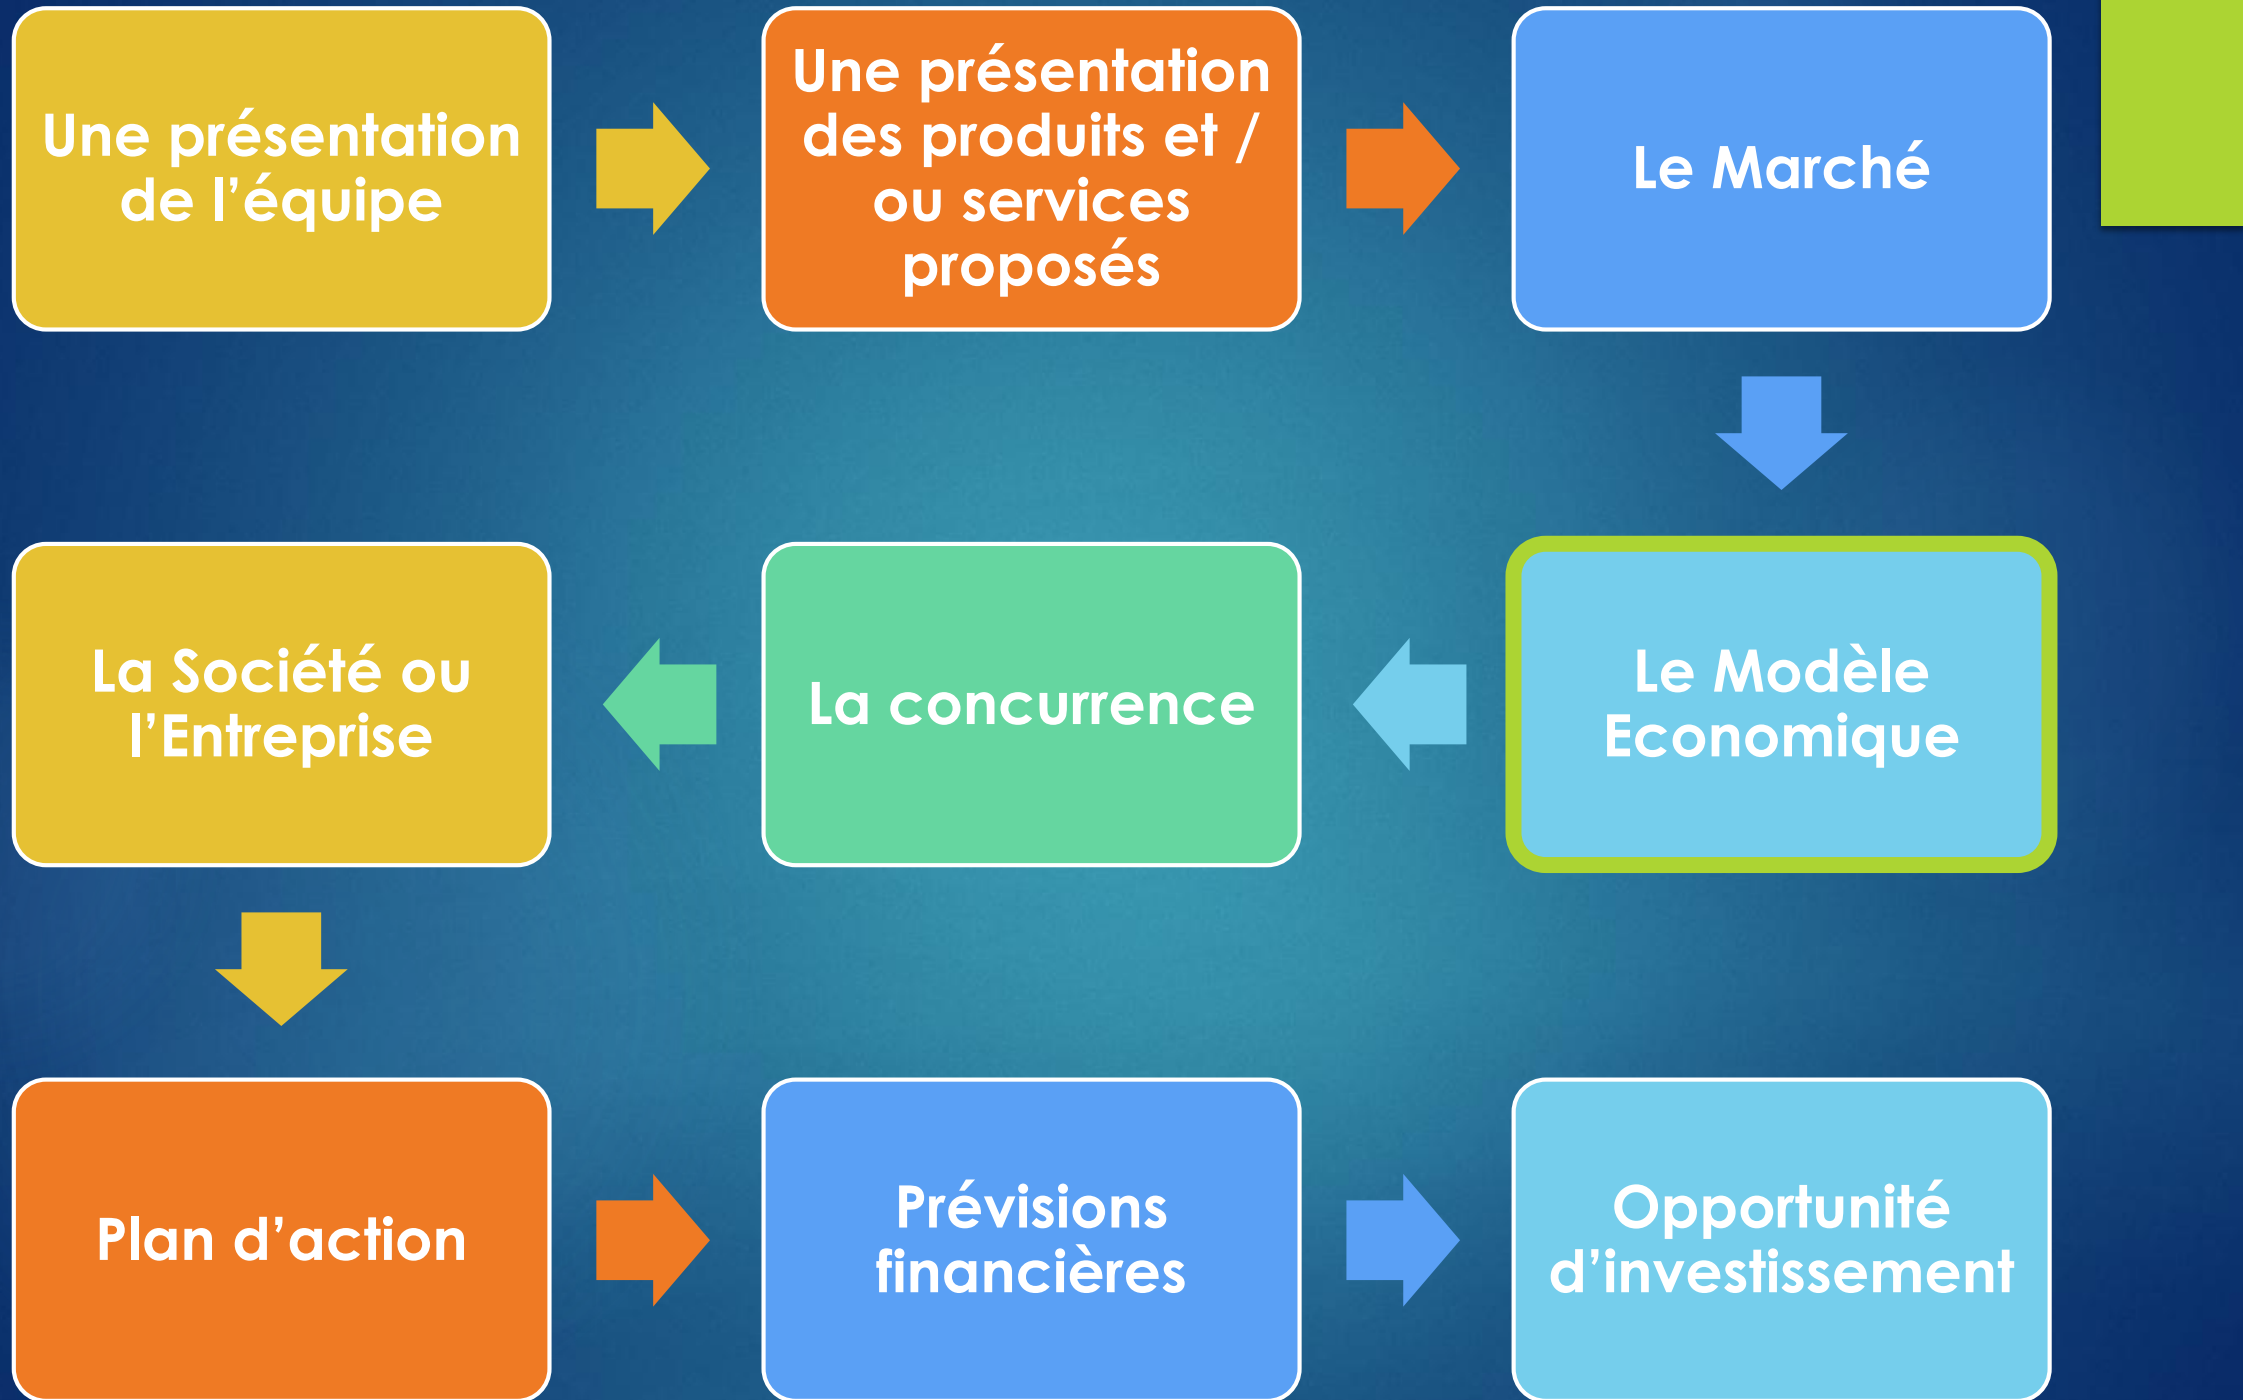 Une présentation
de l’équipe
Une présentation
des produits et /
ou services
proposés
Le Marché
Le Modèle
Economique
La concurrence
La Société ou
l’Entreprise
Plan d’action
Prévisions
financières
Opportunité
d’investissement